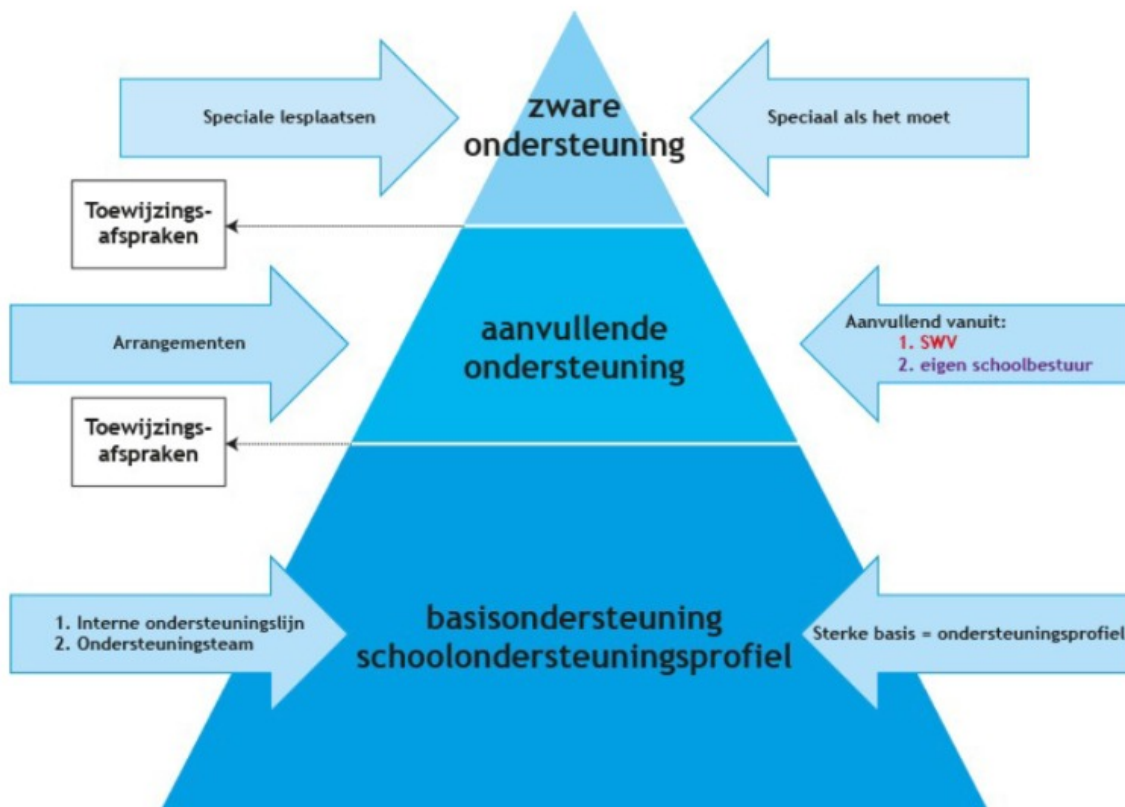 zware
ondersteuning
Speciale lesplaatsen
Speciaal als het moet
Toewijzings-
afspraken
aanvullende
ondersteuning
Arrangementen
Aanvullend vanuit:
1. SWV
2. eigen schoolbestuur
Toewijzings-
afspraken
basisondersteuning
schoolondersteuningsprofiel
1. Interne ondersteuningslijn
2. Ondersteuningsteam
Sterke basis = ondersteuningsprofiel